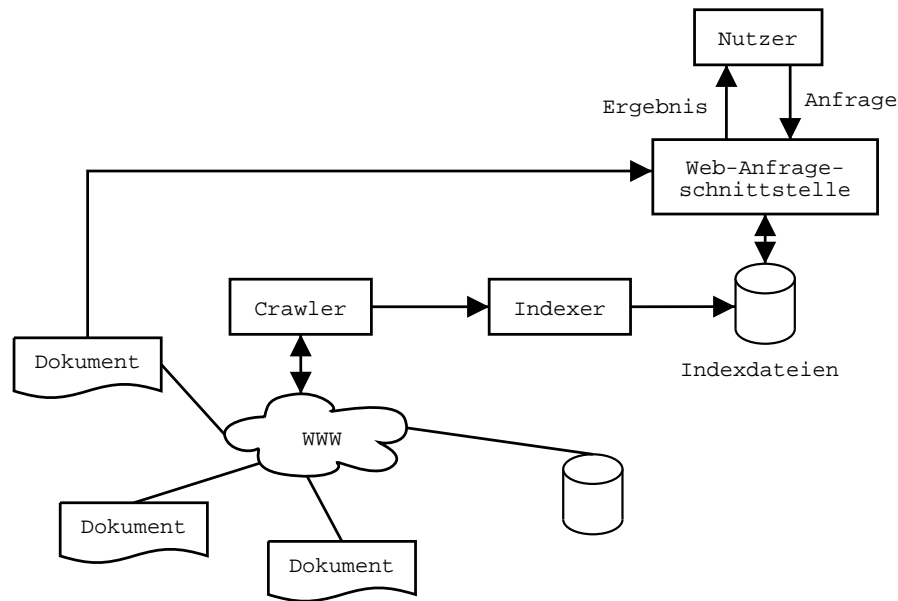 Nutzer
Ergebnis
Anfrage
Web-Anfrage-
schnittstelle
Crawler
Indexer
Dokument
Indexdateien
WWW
Dokument
Dokument